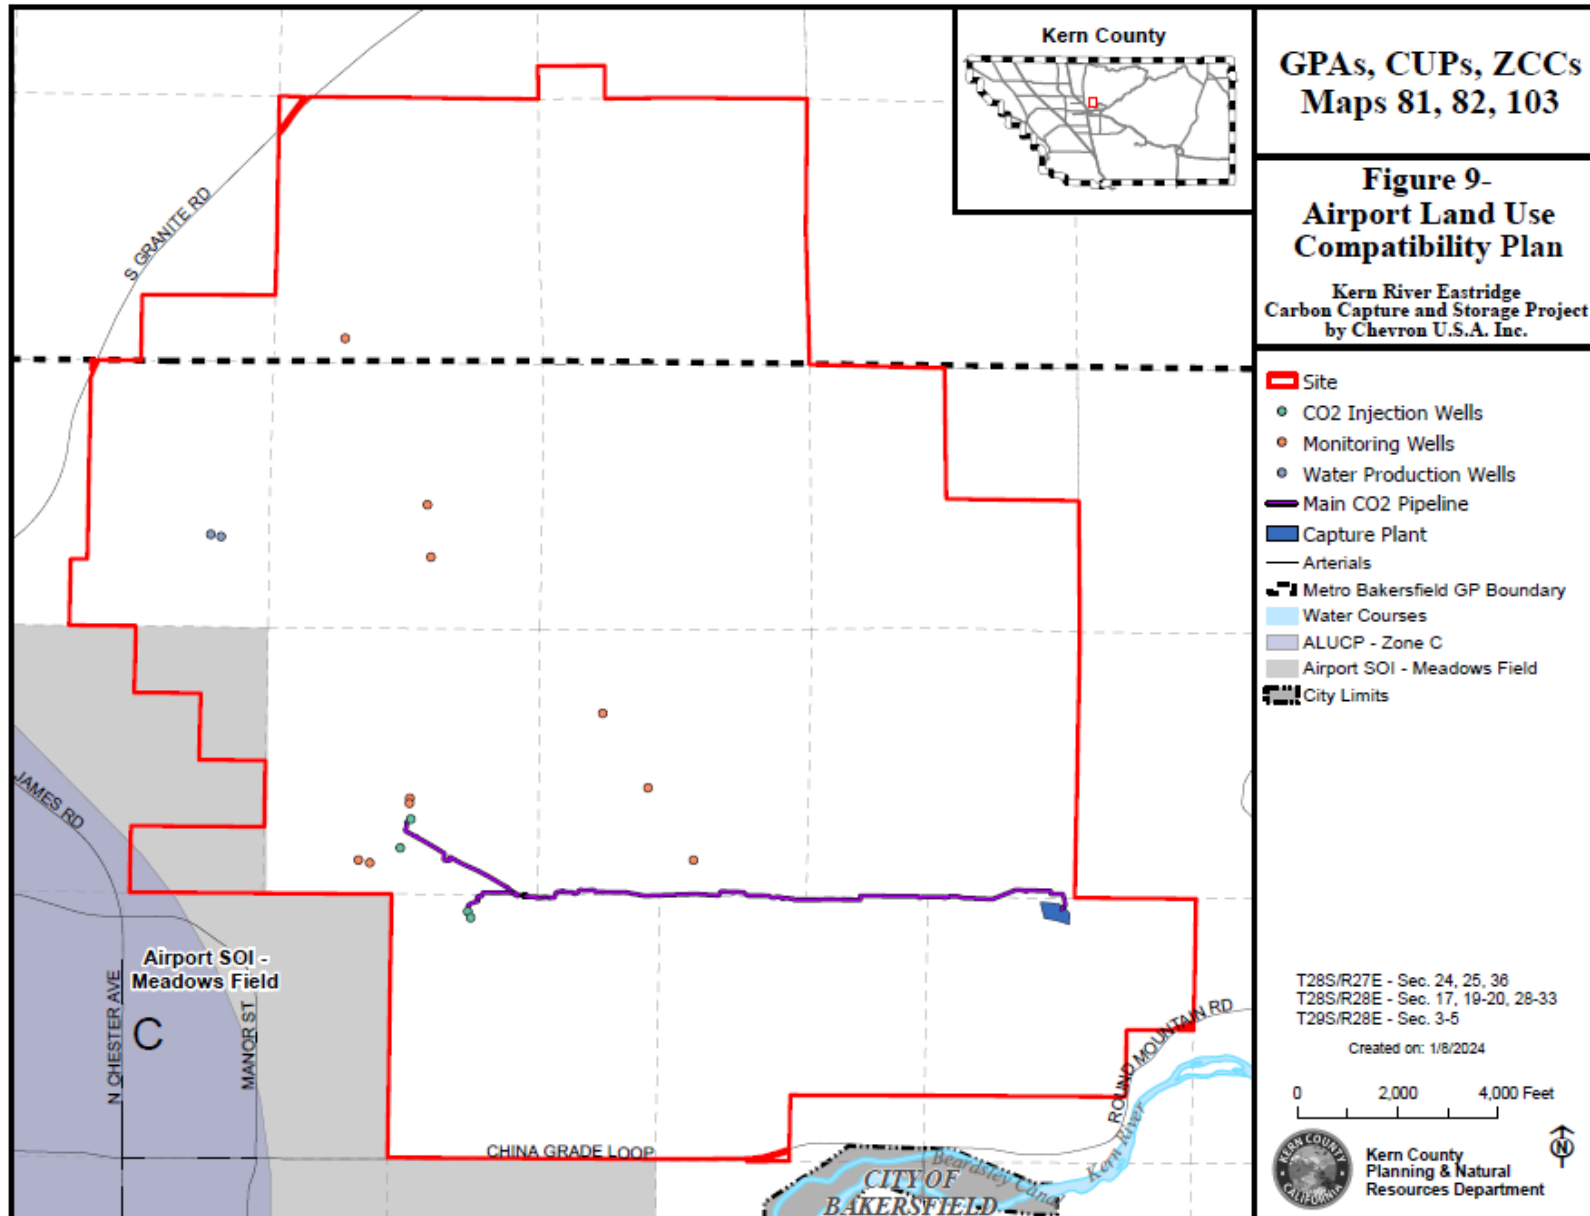 Kern County
GPAs, CUPs, ZCCs
Maps 81, 82, 103
Figure 9-
Airport Land Use
Compatibility Plan
Kern River Eastridge
Carbon Capture and Storage Project
by Chevron U.S.A. Inc.
Site
CO2 Injection Wells
Monitoring Wells
Water Production Wells
Main CO2 Pipeline
Capture Plant
Arterials
Metro Bakersfield GP Boundary
Water Courses
ALUCP - Zone C
Airport SOI - Meadows Field
City Limits
S GRANITE RD
JAMES RD
Airport SOI -
Meadows Field
N CHESTER AVE
C
MANOR ST
CHINA GRADE LOOP
ROUND MOUNTAIN RD
Kern River
Beardsley Canal
CITY OF
BAKERSFIELD
T28S/R27E - Sec. 24, 25, 36
T28S/R28E - Sec. 17, 19-20, 28-33
T29S/R28E - Sec. 3-5
Created on: 1/8/2024
0 2,000 4,000 Feet
N
KERN COUNTY
CALIFORNIA
Kern County
Planning & Natural
Resources Department